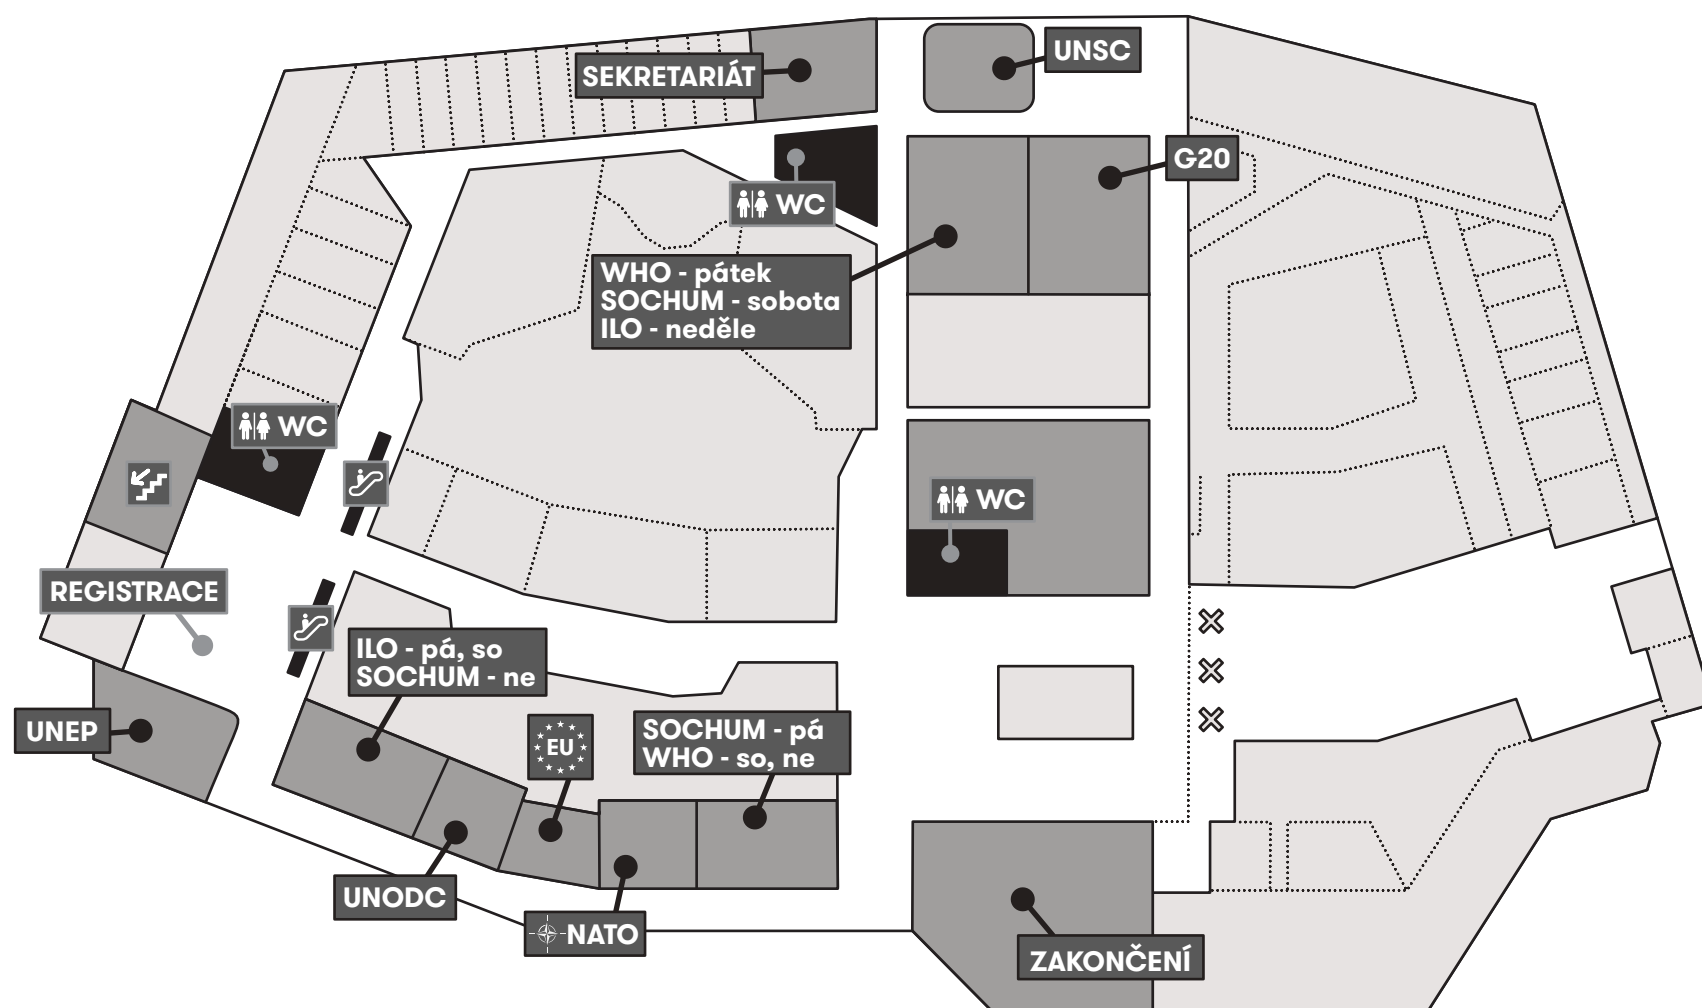 SEKRETARIÁT
UNSC
G20
WC
WHO - pátek
SOCHUM - sobota
ILO - neděle
WC
WC
REGISTRACE
ILO - pá, so
SOCHUM - ne
UNEP
EU
SOCHUM - pá
WHO - so, ne
UNODC
NATO
ZAKONČENÍ